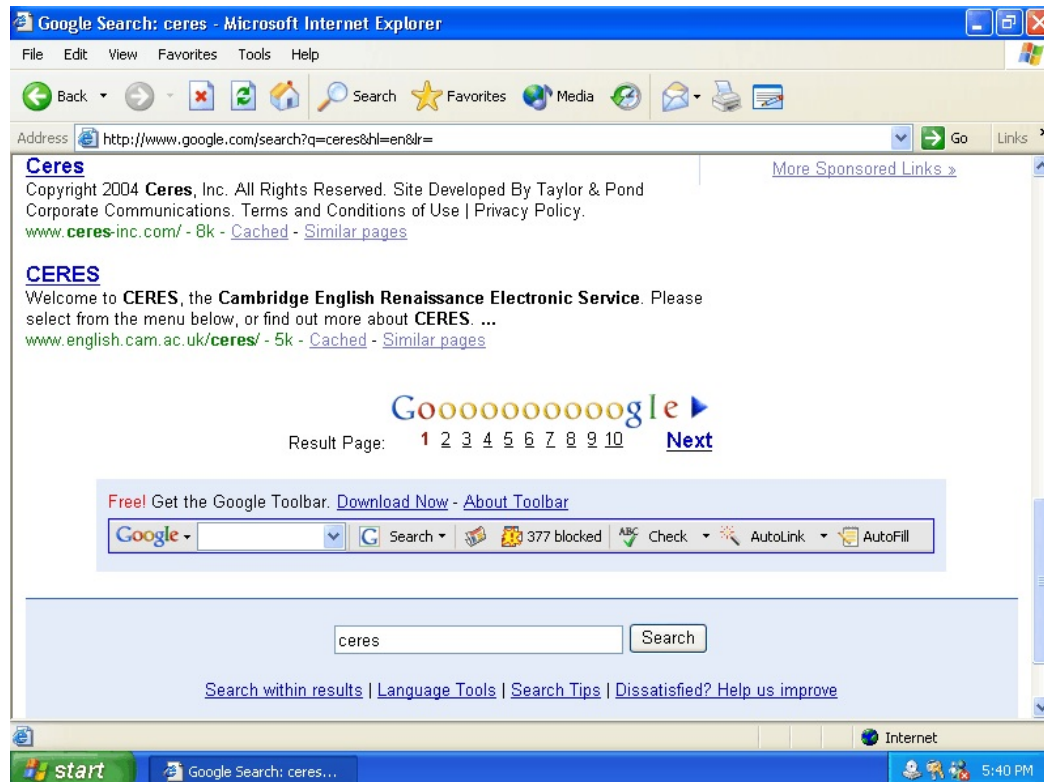 Google Search: ceres - Microsoft Internet Explorer
File Edit View Favorites Tools Help
Back Search Favorites Media
Address http://www.google.com/search?q=ceres&hl=en&lr= Go Links
Ceres
More Sponsored Links »
Copyright 2004 Ceres, Inc. All Rights Reserved. Site Developed By Taylor & Pond
Corporate Communications. Terms and Conditions of Use | Privacy Policy.
www.ceres-inc.com/ - 8k - Cached - Similar pages
CERES
Welcome to CERES, the Cambridge English Renaissance Electronic Service. Please
select from the menu below, or find out more about CERES. ...
www.english.cam.ac.uk/ceres/ - 5k - Cached - Similar pages
Goooooooooogle
Result Page: 1 2 3 4 5 6 7 8 9 10 Next
Free! Get the Google Toolbar. Download Now - About Toolbar
Google G Search 377 blocked ABC Check AutoLink AutoFill
ceres Search
Search within results | Language Tools | Search Tips | Dissatisfied? Help us improve
Internet
start Google Search: ceres... 5:40 PM